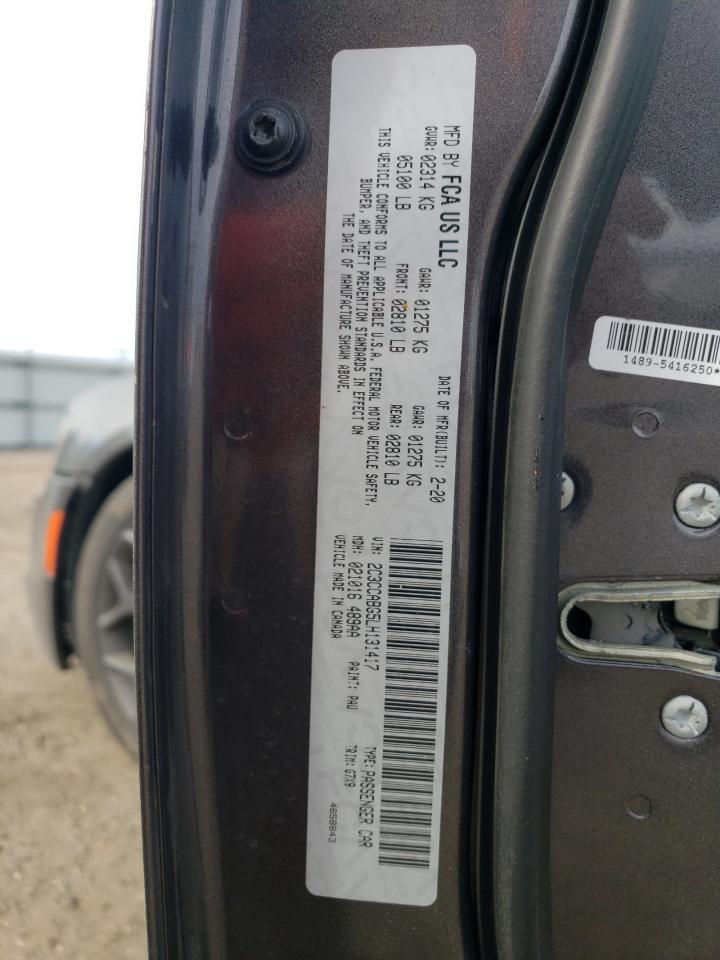 MFD BY FCA US LLC
DATE OF MFR(BUILT): 2-20
GVWR: 02314 KG
GAWR: 01275 KG
GAWR: 01275 KG
05100 LB
FRONT: 02810 LB
REAR: 02810 LB
THIS VEHICLE CONFORMS TO ALL APPLICABLE U.S.A. FEDERAL MOTOR VEHICLE SAFETY,
BUMPER, AND THEFT PREVENTION STANDARDS IN EFFECT ON
THE DATE OF MANUFACTURE SHOWN ABOVE.
VIN: 2C3CCABG5LH131417
TYPE: PASSENGER CAR
MDH: 021016 489AA
PAINT: PAU
TRIM: G7X9
VEHICLE MADE IN CANADA
4658843
1489-5416250*